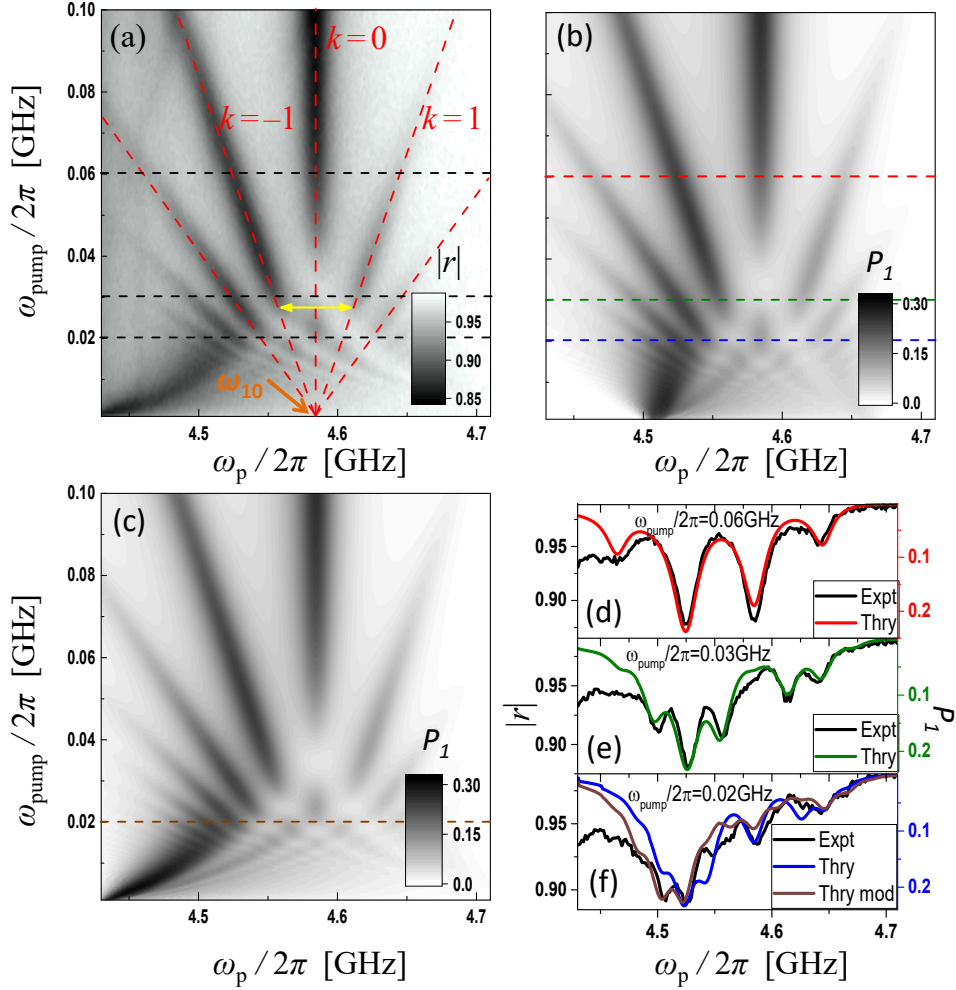 (a)
k=0
k=−1
k=1
ω_pump / 2π [GHz]
0.10
0.08
0.06
0.04
0.02
|r|
0.95
0.90
0.85
ω₁₀
4.5
4.6
4.7
ω_p / 2π [GHz]
(b)
P_1
0.30
0.15
0.0
4.5
4.6
4.7
ω_p / 2π [GHz]
(c)
ω_pump / 2π [GHz]
0.10
0.08
0.06
0.04
0.02
P_1
0.30
0.15
0.0
4.5
4.6
4.7
ω_p / 2π [GHz]
ω_pump/2π=0.06GHz
0.95
0.90
0.1
0.2
(d)
Expt
Thry
ω_pump/2π=0.03GHz
|r|
0.95
0.90
0.1
0.2
P_1
(e)
Expt
Thry
ω_pump/2π=0.02GHz
0.95
0.90
0.1
0.2
(f)
Expt
Thry
Thry mod
4.5
4.6
4.7
ω_p / 2π [GHz]